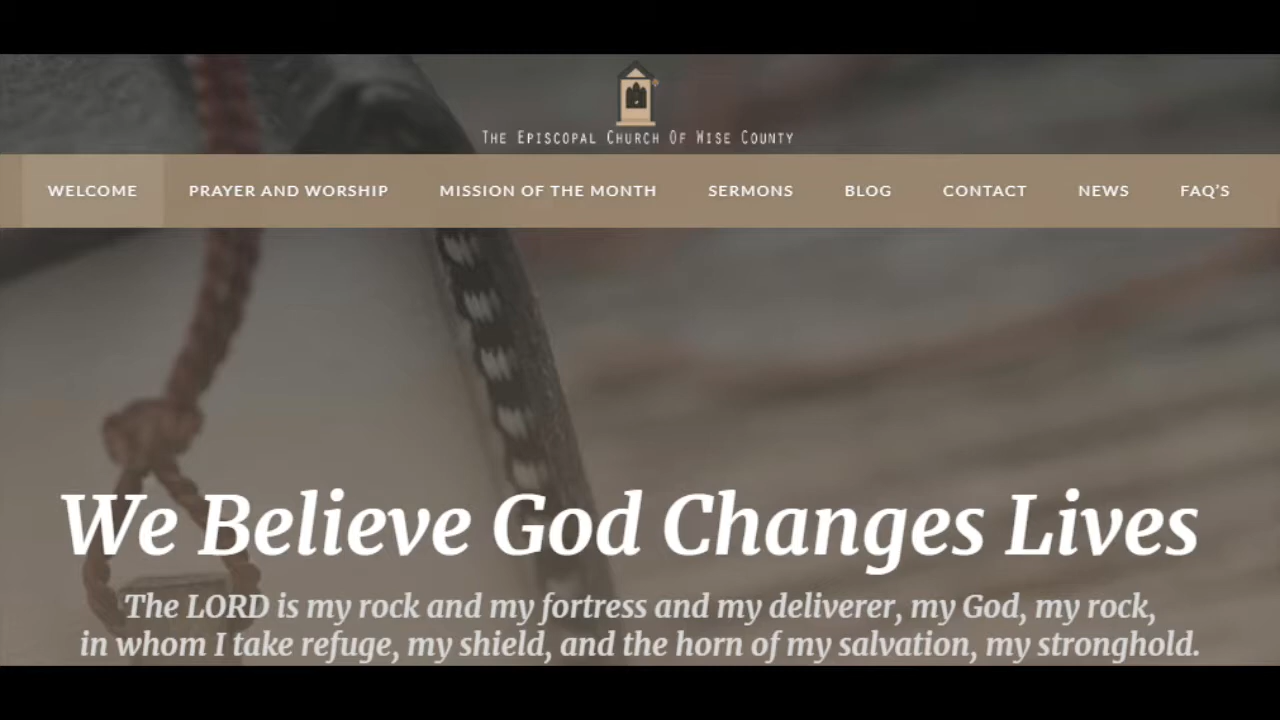 The Episcopal Church Of Wise County
WELCOME PRAYER AND WORSHIP MISSION OF THE MONTH SERMONS BLOG CONTACT NEWS FAQ'S
We Believe God Changes Lives
The LORD is my rock and my fortress and my deliverer, my God, my rock,
in whom I take refuge, my shield, and the horn of my salvation, my stronghold.